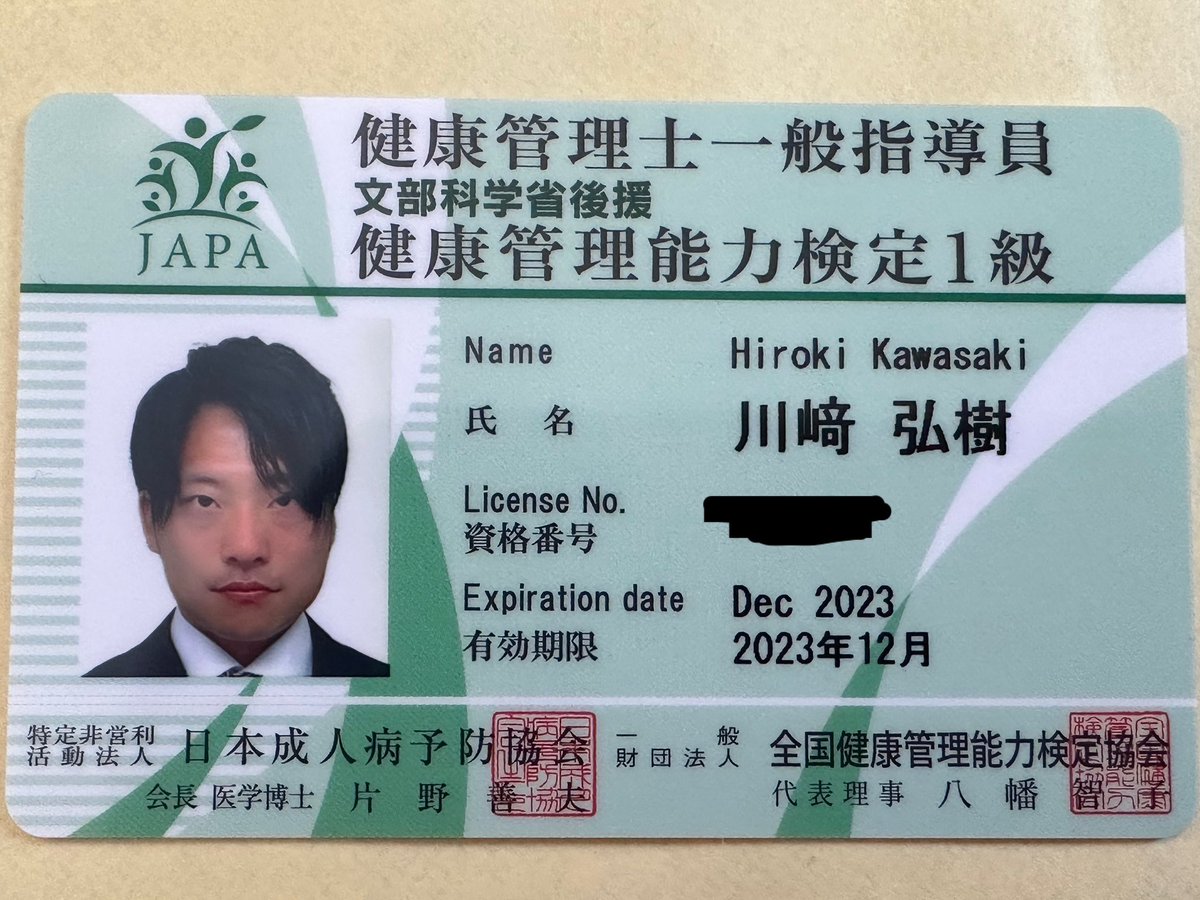 健康管理士一般指導員
文部科学省後援
健康管理能力検定1級
JAPA
Name Hiroki Kawasaki
氏 名 川﨑 弘樹
License No.
資格番号
Expiration date Dec 2023
有効期限 2023年12月
特定非営利活動法人 日本成人病予防協会
会長 医学博士 片野善夫
一般財団法人 全国健康管理能力検定協会
代表理事 八幡智子